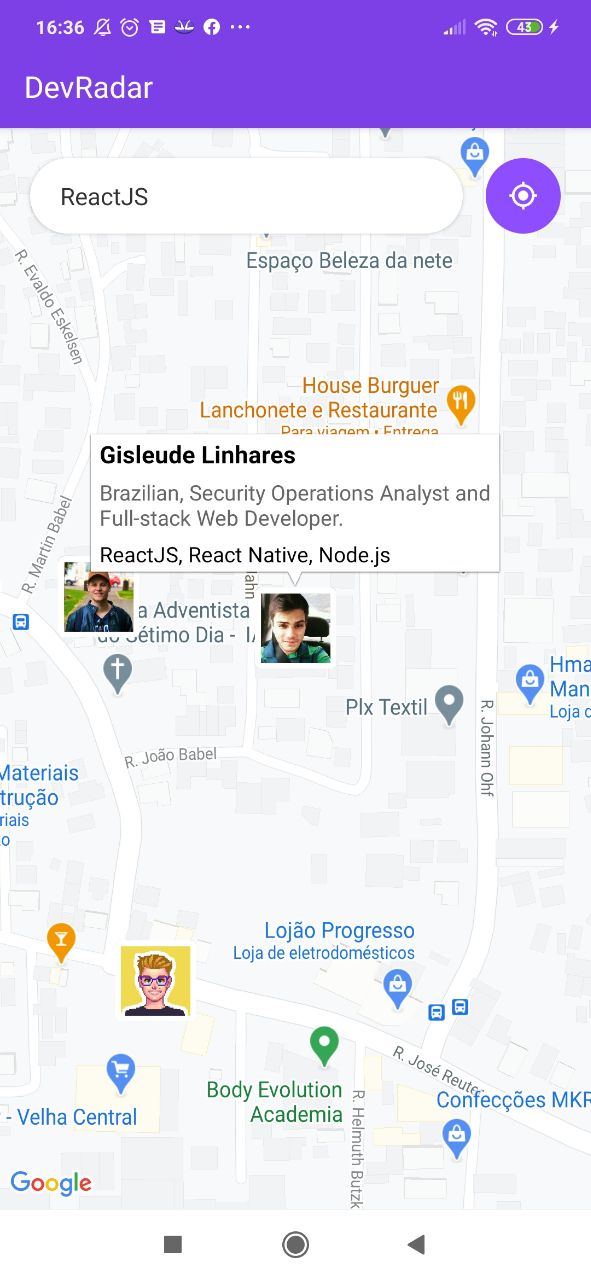 16:36
43
DevRadar
ReactJS
Espaço Beleza da nete
R. Evaldo Eskelsen
House Burguer
Lanchonete e Restaurante
Para viagem • Entrega
Gisleude Linhares
Brazilian, Security Operations Analyst and
Full-stack Web Developer.
ReactJS, React Native, Node.js
R. Martin Babel
a Adventista
do Sétimo Dia -
Plx Textil
Hma
Man
Loja d
R. Johann Ohf
R. João Babel
Materiais
trução
riais
Lojão Progresso
Loja de eletrodomésticos
R. José Reuter
Body Evolution
Academia
R. Helmuth Butzk
Confecções MKR
- Velha Central
Google